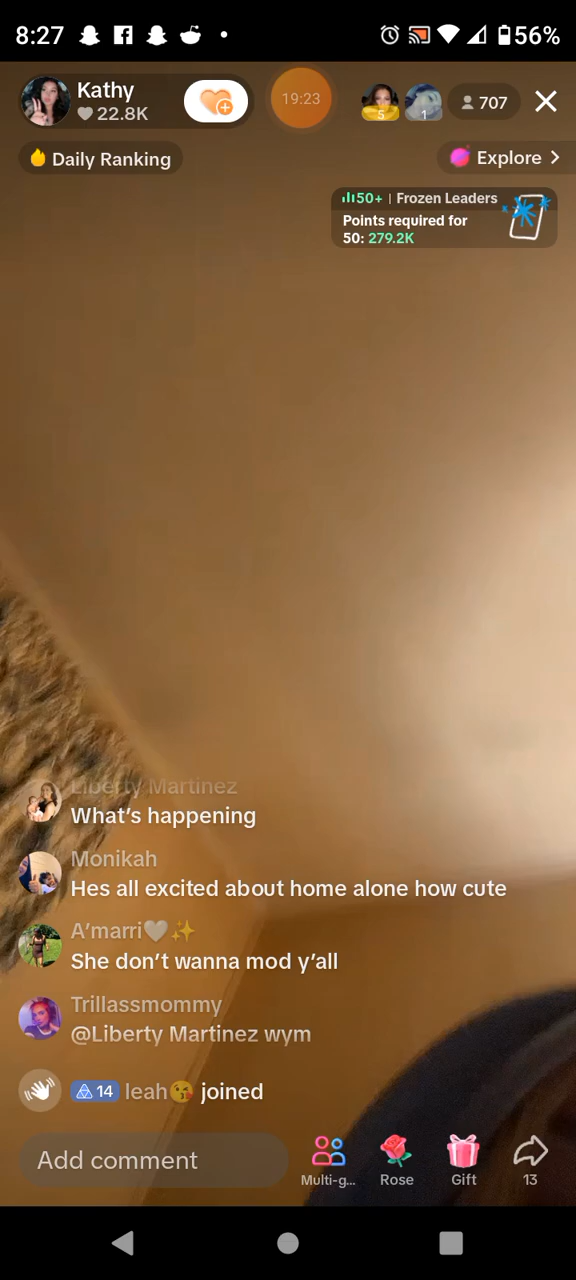 8:27
56%
Kathy
22.8K
19:23
5
1
707
Daily Ranking
Explore
50+ | Frozen Leaders
Points required for
50: 279.2K
Liberty Martinez
What's happening
Monikah
Hes all excited about home alone how cute
A'marri🤍✨
She don't wanna mod y'all
Trillassmommy
@Liberty Martinez wym
14 leah😘 joined
Add comment
Multi-g...
Rose
Gift
13